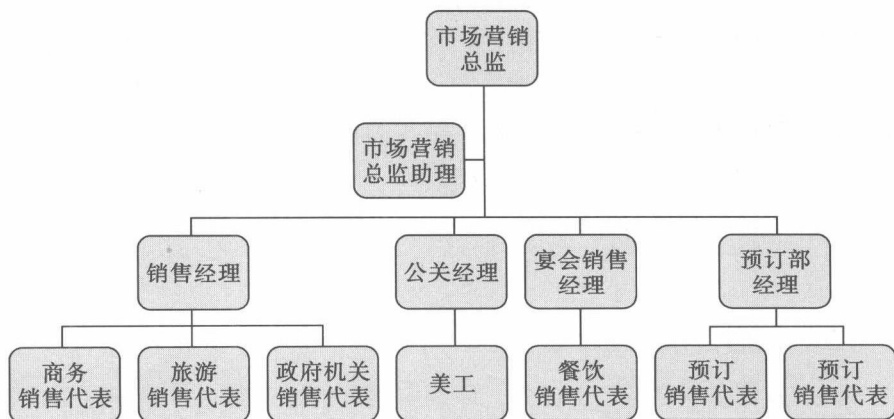 市场营销
总监
市场营销
总监助理
销售经理
公关经理
宴会销售
经理
预订部
经理
商务
销售代表
旅游
销售代表
政府机关
销售代表
美工
餐饮
销售代表
预订
销售代表
预订
销售代表